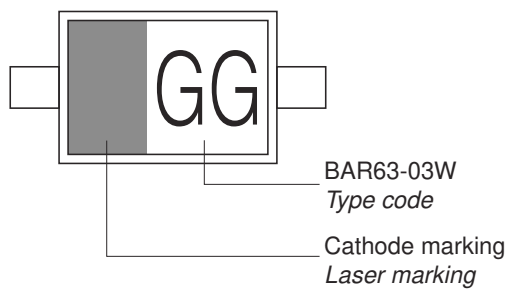 GG
BAR63-03W
Type code
Cathode marking
Laser marking